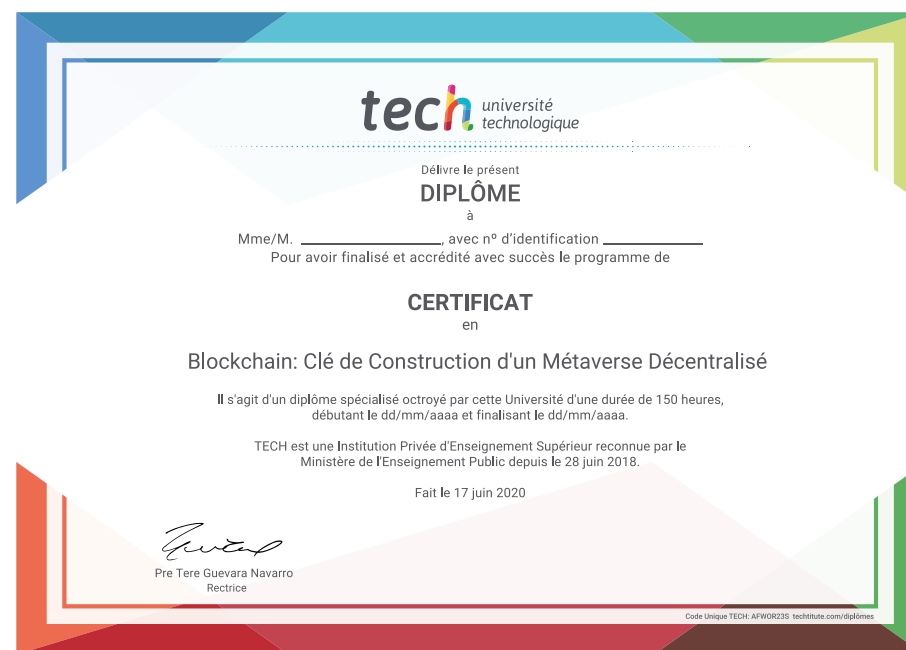 tech université
technologique
Délivre le présent
DIPLÔME
à
Mme/M. ____________________, avec nº d'identification ______________
Pour avoir finalisé et accrédité avec succès le programme de
CERTIFICAT
en
Blockchain: Clé de Construction d'un Métaverse Décentralisé
Il s'agit d'un diplôme spécialisé octroyé par cette Université d'une durée de 150 heures,
débutant le dd/mm/aaaa et finalisant le dd/mm/aaaa.
TECH est une Institution Privée d'Enseignement Supérieur reconnue par le
Ministère de l'Enseignement Public depuis le 28 juin 2018.
Fait le 17 juin 2020
Pre Tere Guevara Navarro
Rectrice
Code Unique TECH: AFWOR23S techtitute.com/diplômes